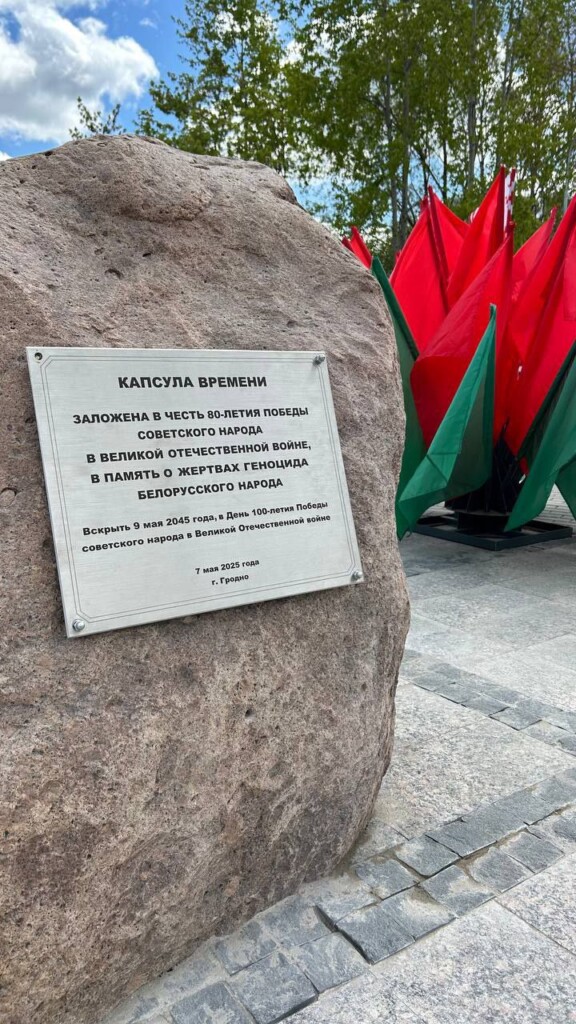 КАПСУЛА ВРЕМЕНИ
ЗАЛОЖЕНА В ЧЕСТЬ 80-ЛЕТИЯ ПОБЕДЫ
СОВЕТСКОГО НАРОДА
В ВЕЛИКОЙ ОТЕЧЕСТВЕННОЙ ВОЙНЕ,
В ПАМЯТЬ О ЖЕРТВАХ ГЕНОЦИДА
БЕЛОРУССКОГО НАРОДА
Вскрыть 9 мая 2045 года, в День 100-летия Победы
советского народа в Великой Отечественной войне
7 мая 2025 года
г. Гродно